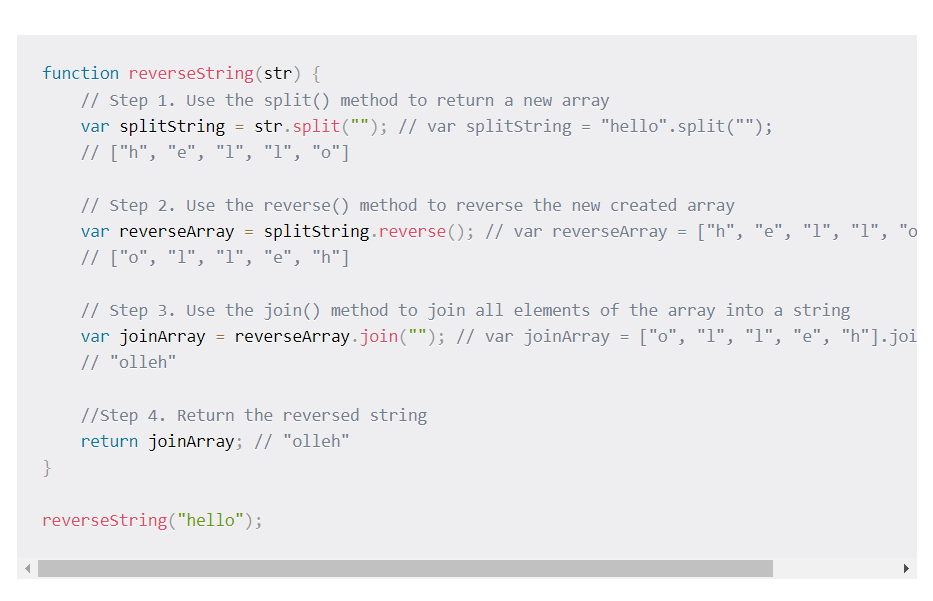 function reverseString(str) {
    // Step 1. Use the split() method to return a new array
    var splitString = str.split(""); // var splitString = "hello".split("");
    // ["h", "e", "l", "l", "o"]
    // Step 2. Use the reverse() method to reverse the new created array
    var reverseArray = splitString.reverse(); // var reverseArray = ["h", "e", "l", "l", "o
    // ["o", "l", "l", "e", "h"]
    // Step 3. Use the join() method to join all elements of the array into a string
    var joinArray = reverseArray.join(""); // var joinArray = ["o", "l", "l", "e", "h"].joi
    // "olleh"
    //Step 4. Return the reversed string
    return joinArray; // "olleh"
}
reverseString("hello");